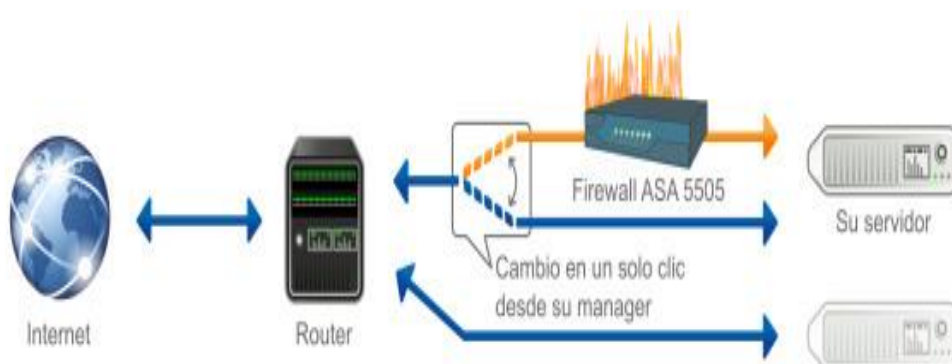 Firewall ASA 5505
Su servidor
Cambio en un solo clic
desde su manager
Internet
Router